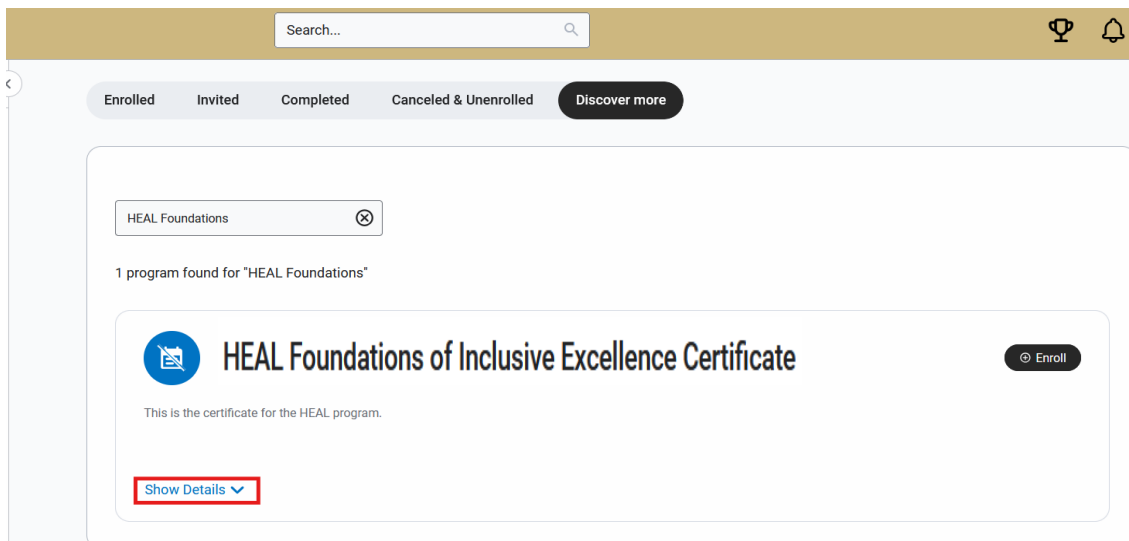 Search...
Enrolled Invited Completed Canceled & Unenrolled Discover more
HEAL Foundations
1 program found for "HEAL Foundations"
HEAL Foundations of Inclusive Excellence Certificate
Enroll
This is the certificate for the HEAL program.
Show Details